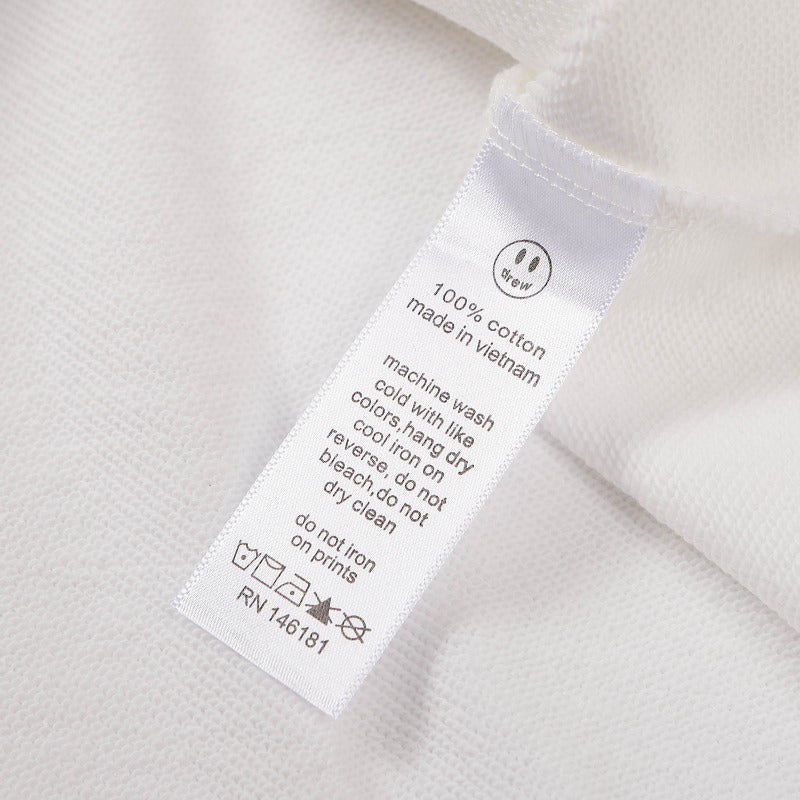 drew
100% cotton
made in vietnam
machine wash
cold with like
colors,hang dry
cool iron on
reverse, do not
bleach,do not
dry clean
do not iron
on prints
RN 146181